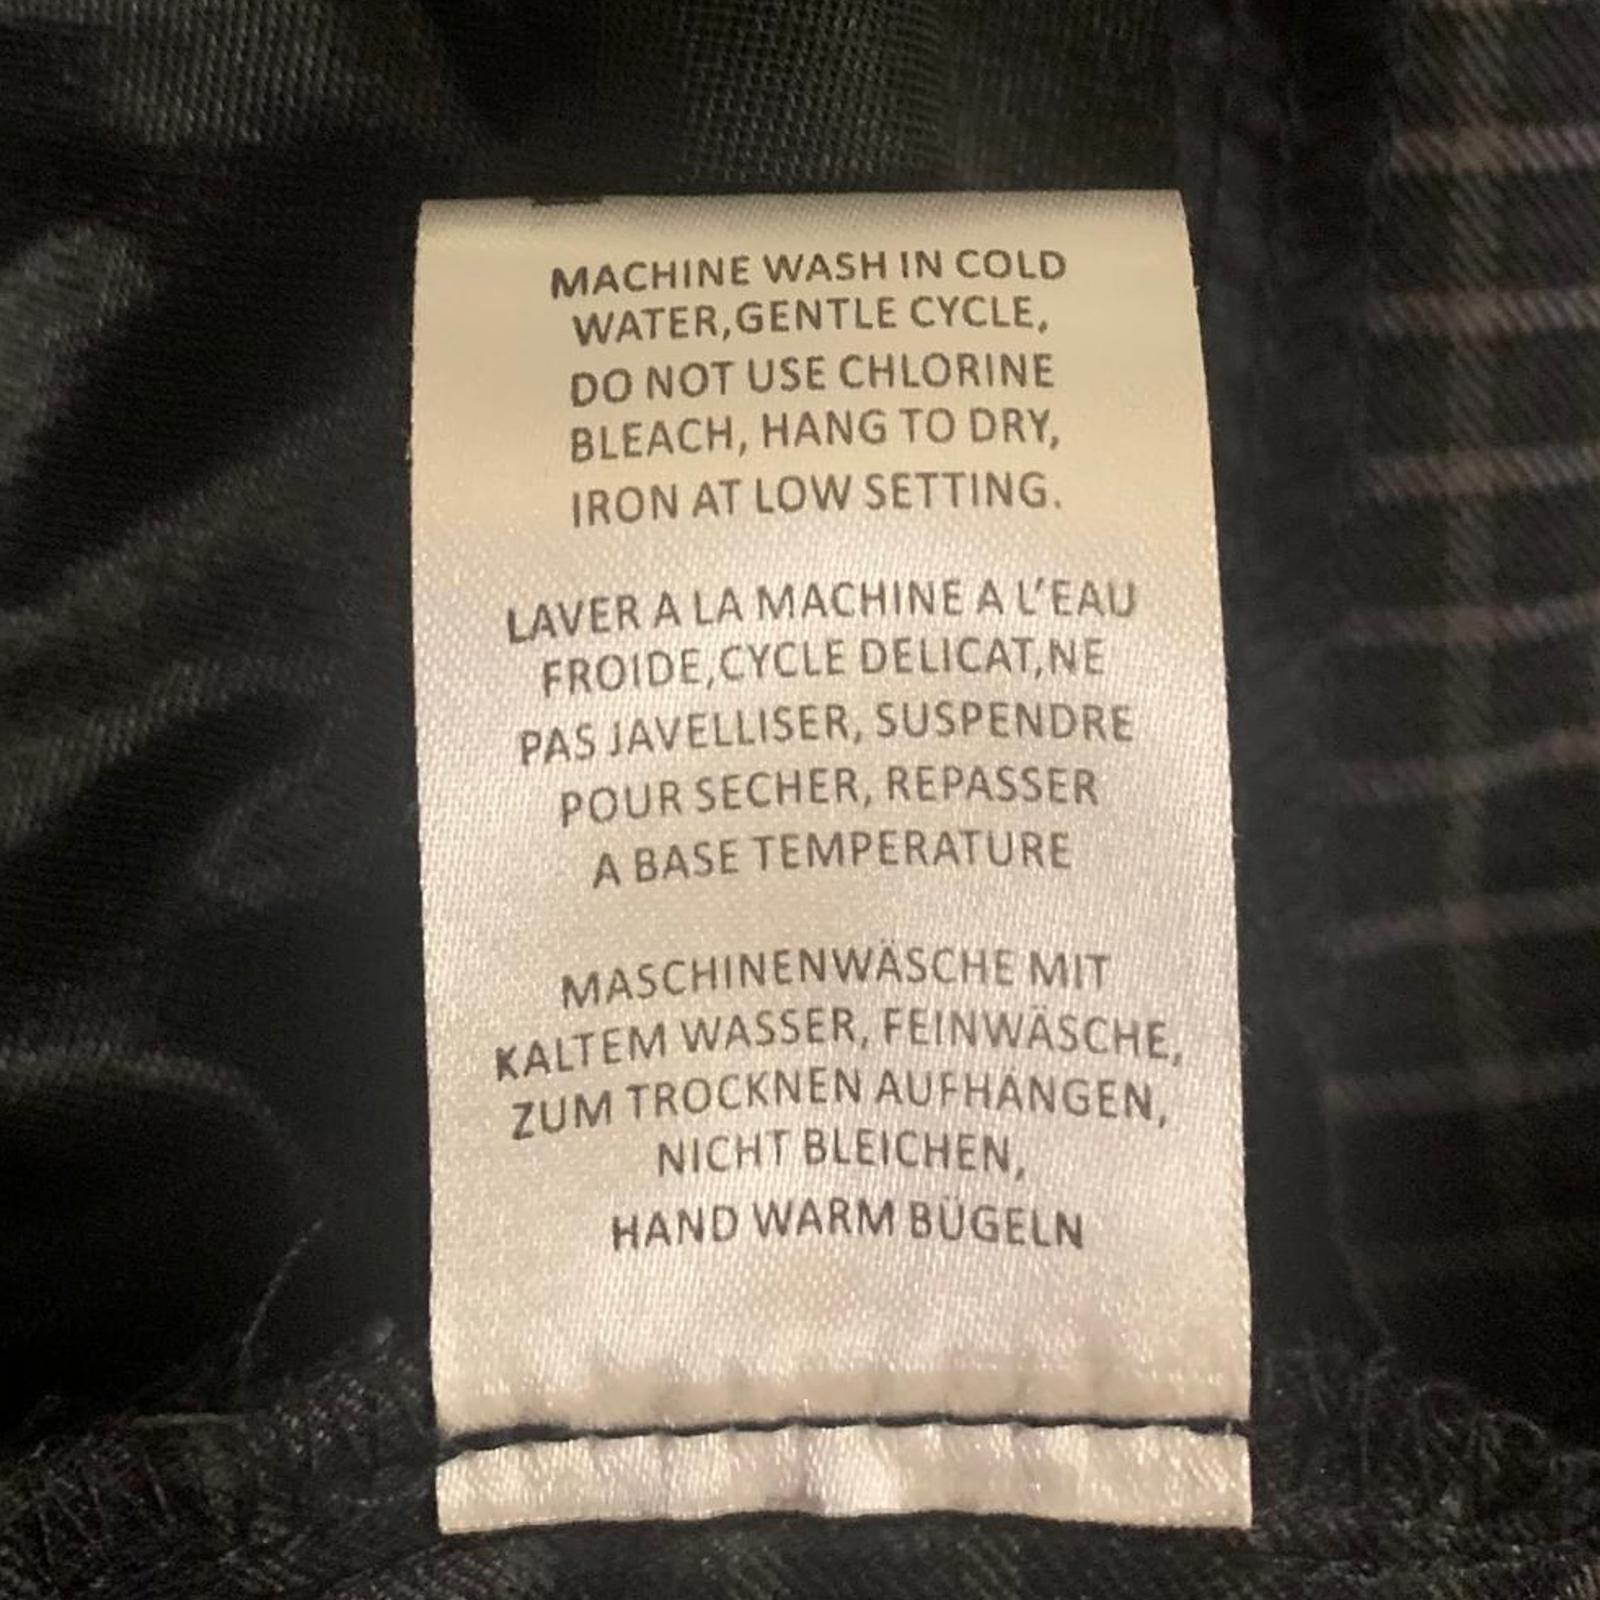 MACHINE WASH IN COLD
WATER,GENTLE CYCLE,
DO NOT USE CHLORINE
BLEACH, HANG TO DRY,
IRON AT LOW SETTING.
LAVER A LA MACHINE A L'EAU
FROIDE,CYCLE DELICAT,NE
PAS JAVELLISER, SUSPENDRE
POUR SECHER, REPASSER
A BASE TEMPERATURE
MASCHINENWÄSCHE MIT
KALTEM WASSER, FEINWÄSCHE,
ZUM TROCKNEN AUFHÄNGEN,
NICHT BLEICHEN,
HAND WARM BÜGELN